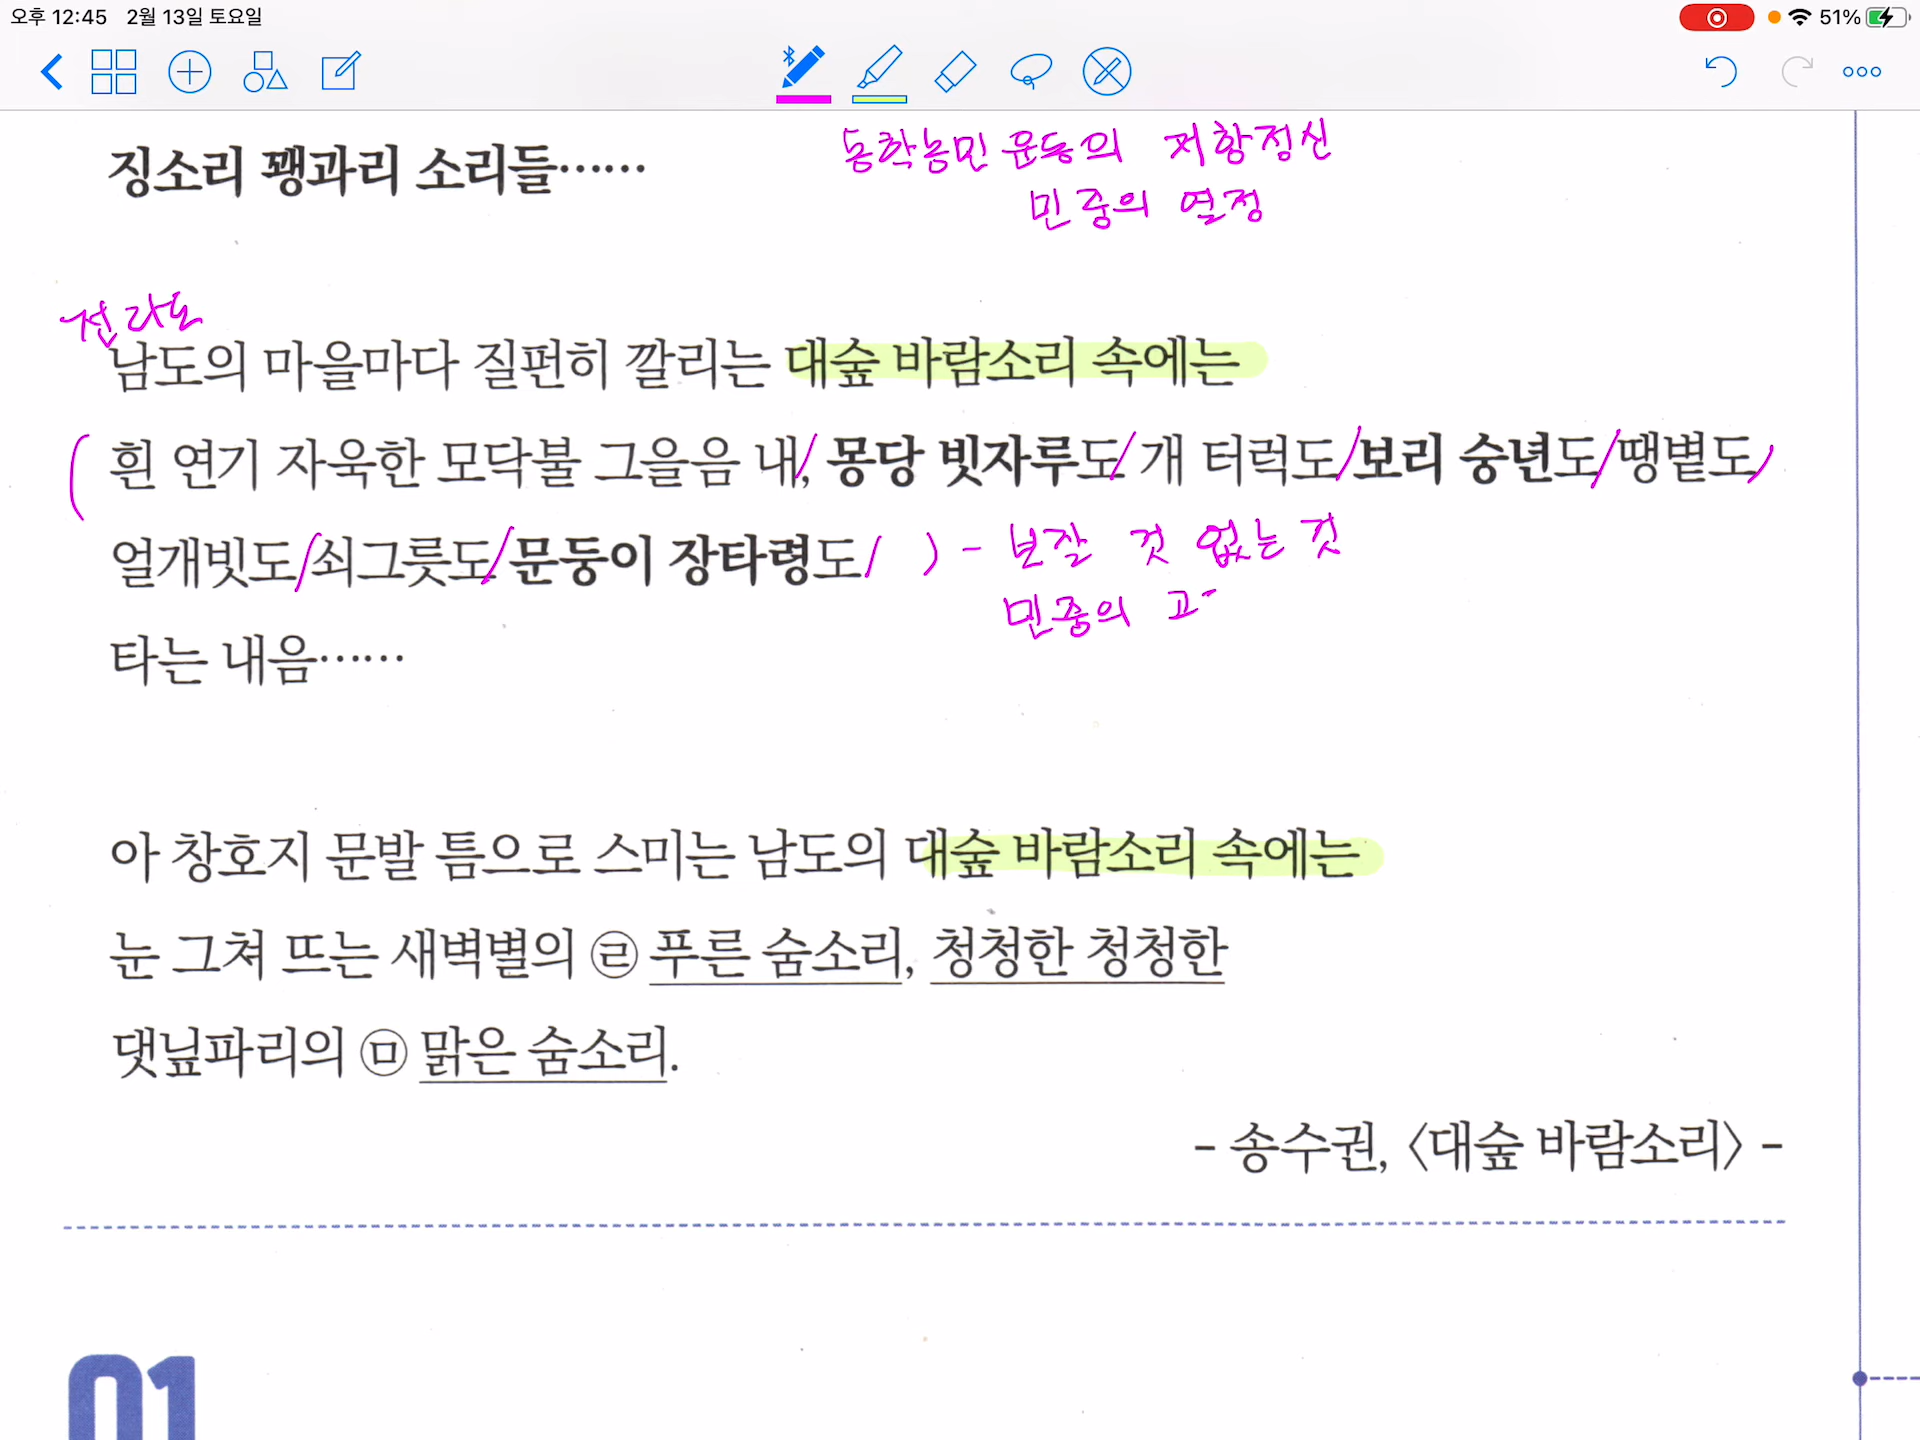 오후 12:45 2월 13일 토요일 51%
동학농민 운동의 저항정신
징소리 꽹과리 소리들……
민중의 열정
전라도
남도의 마을마다 질펀히 깔리는 대숲 바람소리 속에는
( 흰 연기 자욱한 모닥불 그을음 내, / 몽당 빗자루도 / 개 터럭도 / 보리 숭년도 / 땡볕도 /
얼개빗도 / 쇠그릇도 / 문둥이 장타령도 / ) - 보잘 것 없는 것
민중의
타는 내음……
아 창호지 문발 틈으로 스미는 남도의 대숲 바람소리 속에는
눈 그쳐 뜨는 새벽별의 ㉣ 푸른 숨소리, 청청한 청청한
댓닢파리의 ㉤ 맑은 숨소리.
- 송수권, 〈대숲 바람소리〉 -
01